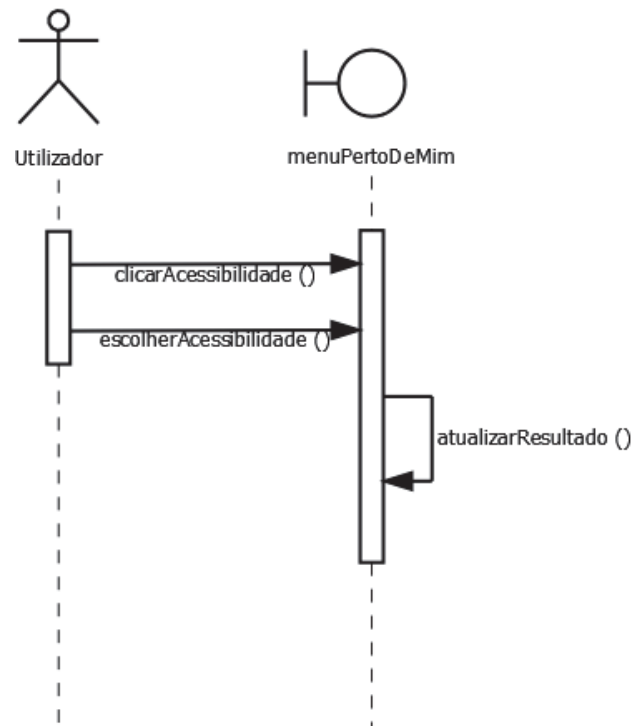 Utilizador
menuPertoDeMim
clicarAcessibilidade ()
escolherAcessibilidade ()
atualizarResultado ()